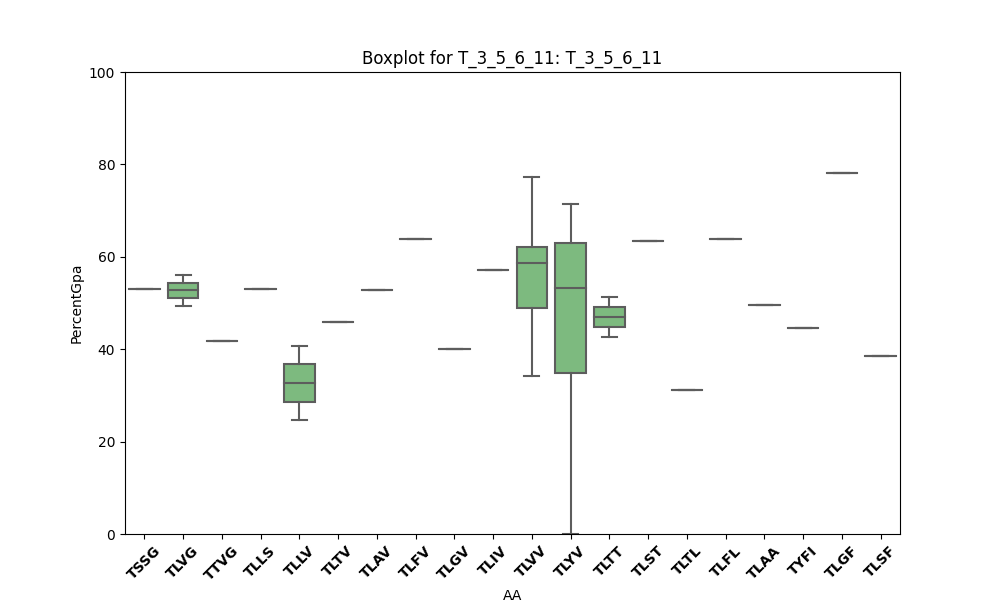 Boxplot for T_3_5_6_11: T_3_5_6_11
100
80
60
40
20
0
PercentGpa
TSSG TLVG TTVG TLLS TLLV TLTV TLAV TLFV TLGV TLIV TLVV TLYV TLTT TLST TLTL TLFL TLAA TYFI TLGF TLSF
AA